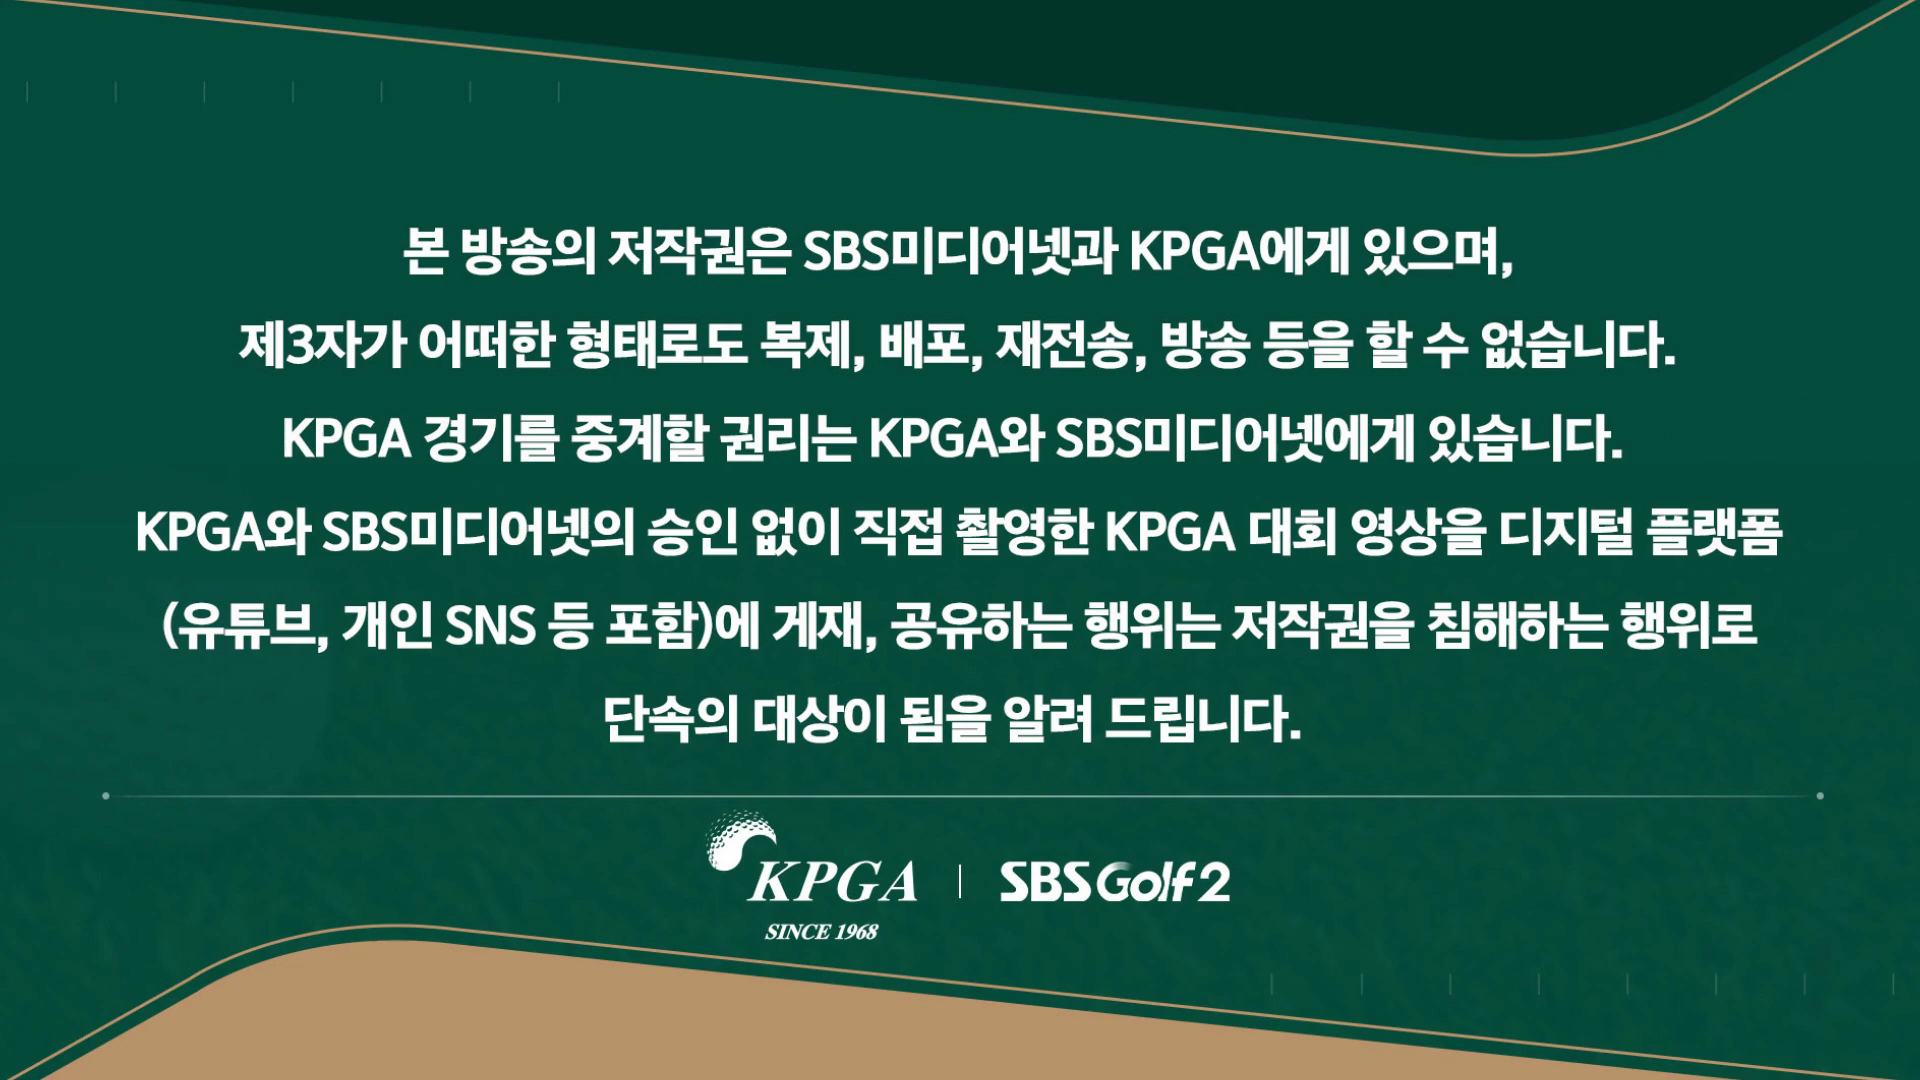 본 방송의 저작권은 SBS미디어넷과 KPGA에게 있으며,
제3자가 어떠한 형태로도 복제, 배포, 재전송, 방송 등을 할 수 없습니다.
KPGA 경기를 중계할 권리는 KPGA와 SBS미디어넷에게 있습니다.
KPGA와 SBS미디어넷의 승인 없이 직접 촬영한 KPGA 대회 영상을 디지털 플랫폼
(유튜브, 개인 SNS 등 포함)에 게재, 공유하는 행위는 저작권을 침해하는 행위로
단속의 대상이 됨을 알려 드립니다.
KPGA SBS Golf 2
SINCE 1968